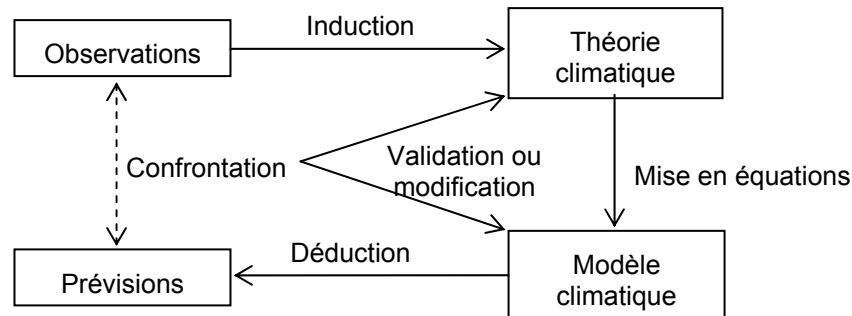 Induction
Observations
Théorie
climatique
Confrontation
Validation ou
modification
Mise en équations
Déduction
Prévisions
Modèle
climatique